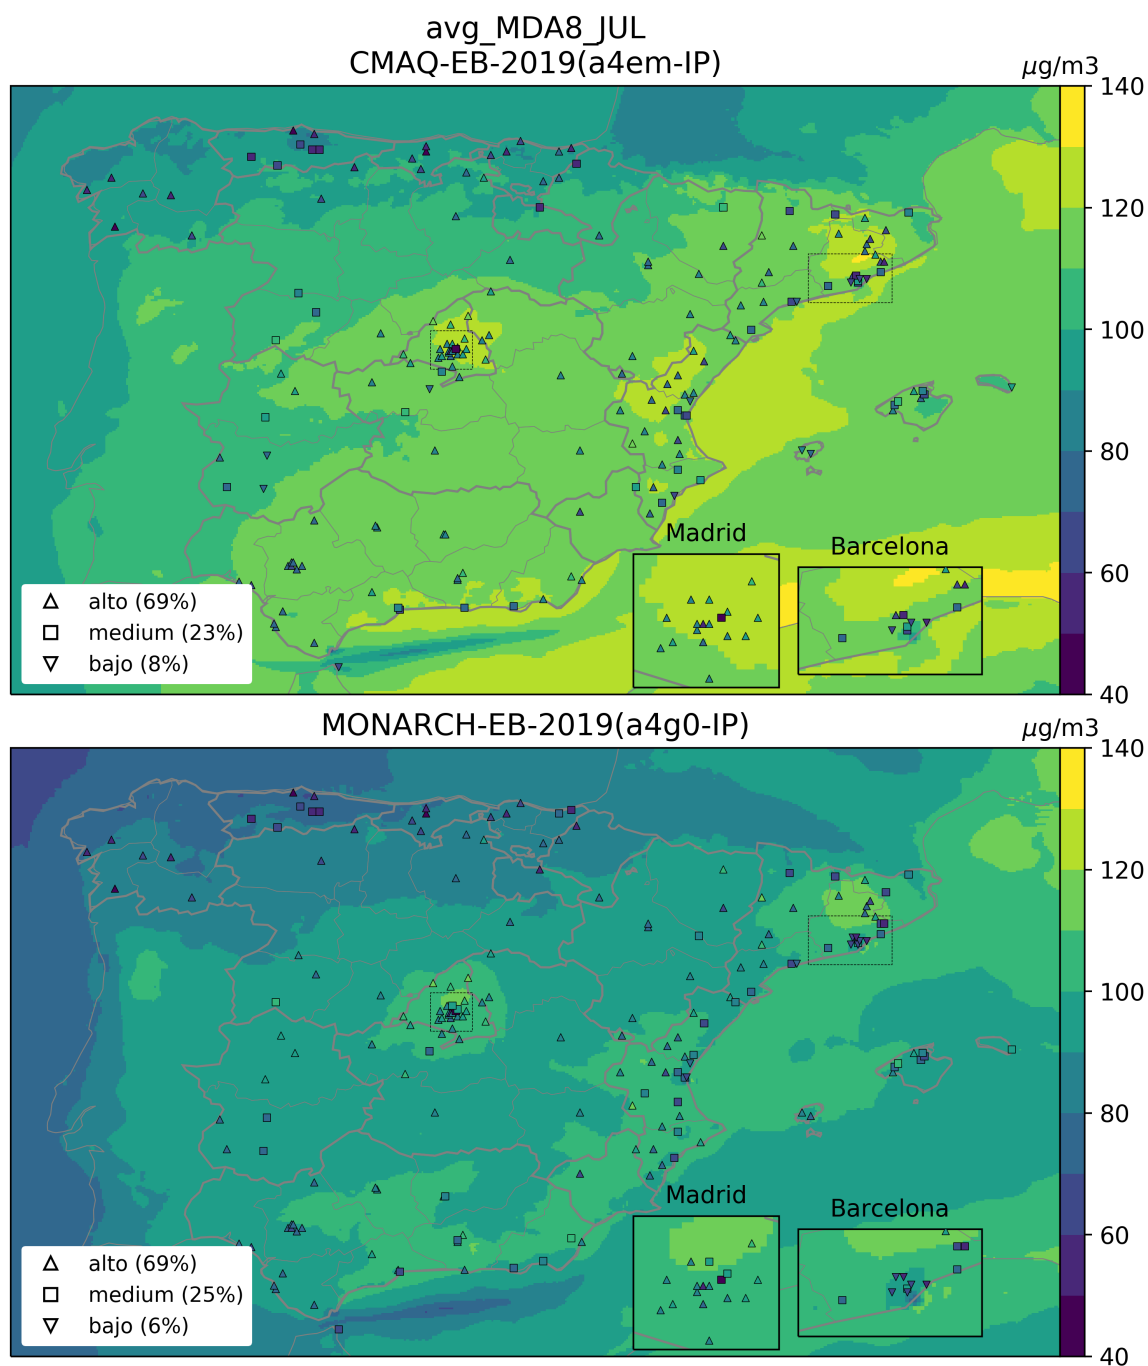 avg_MDA8_JUL
CMAQ-EB-2019(a4em-IP)
μg/m3
140
120
100
80
60
40
Madrid
Barcelona
alto (69%)
medium (23%)
bajo (8%)
MONARCH-EB-2019(a4g0-IP)
μg/m3
140
120
100
80
60
40
Madrid
Barcelona
alto (69%)
medium (25%)
bajo (6%)